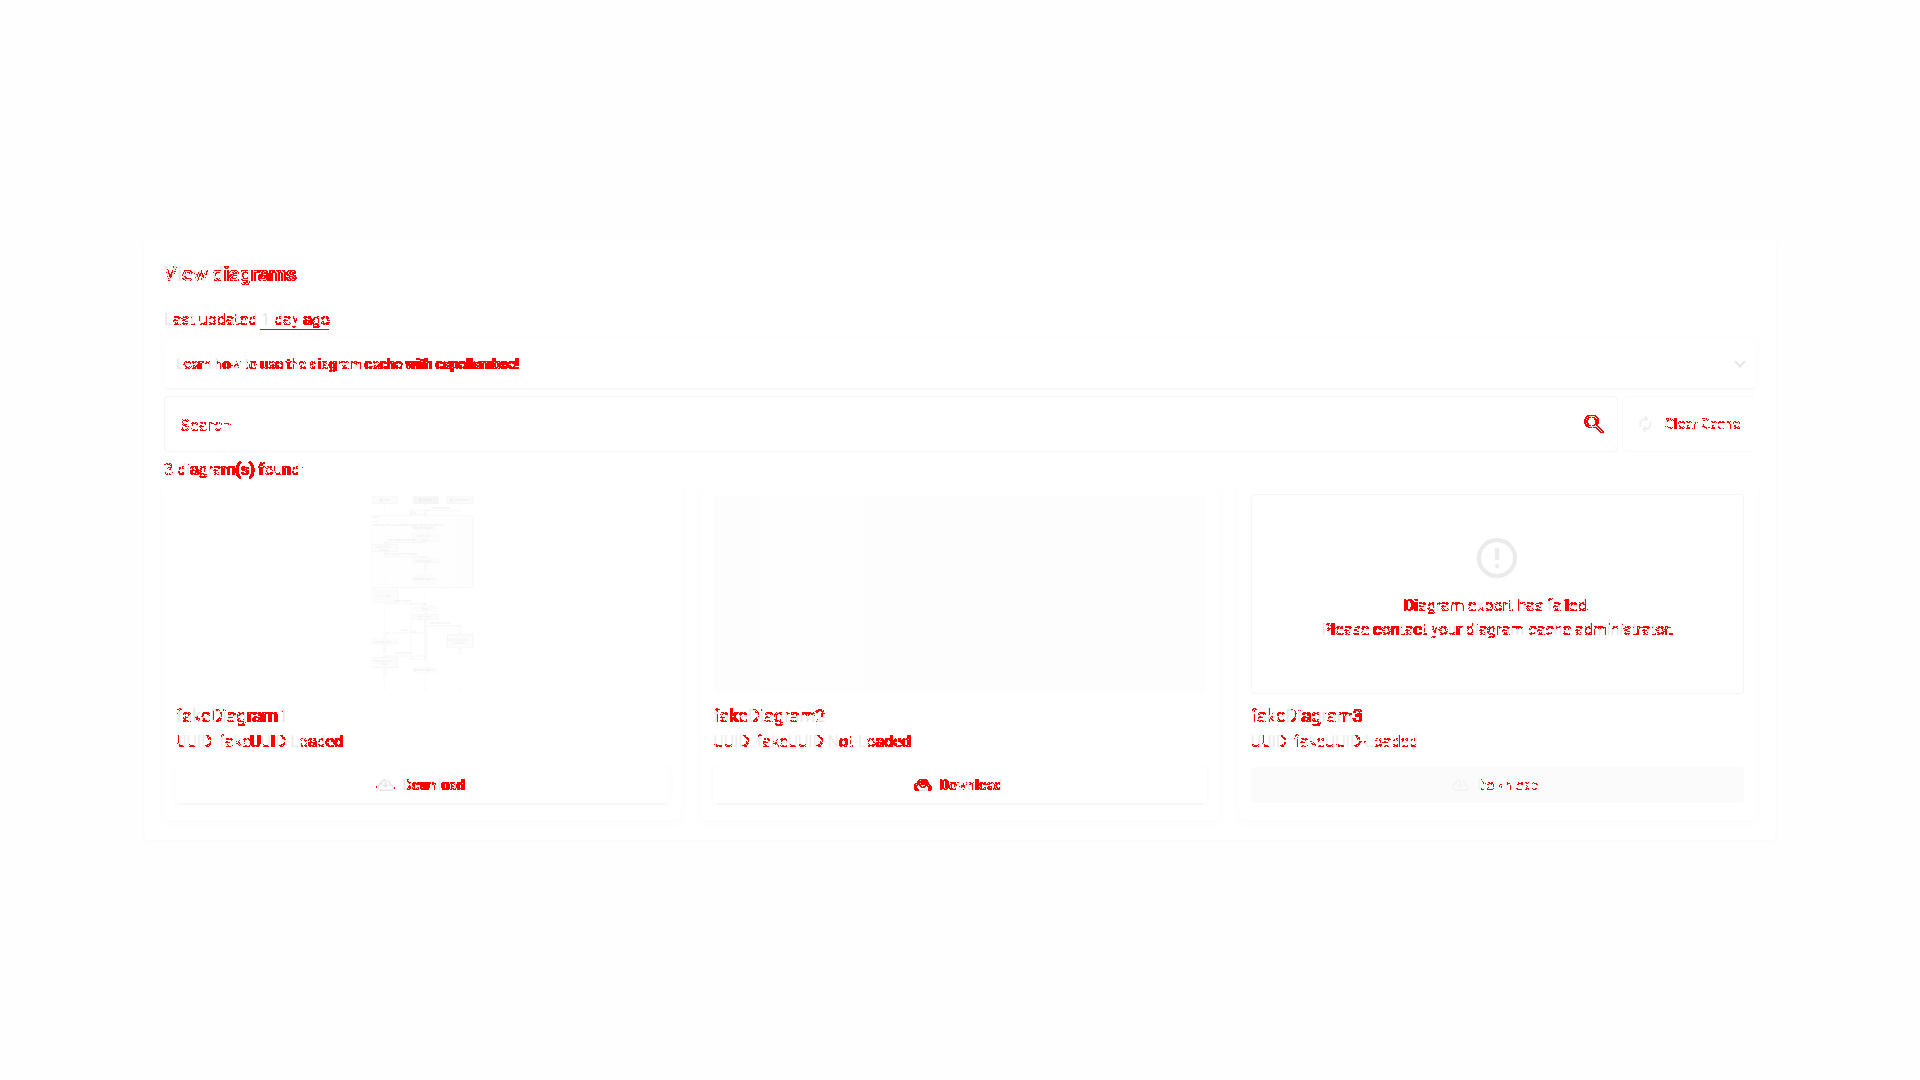 View diagrams
Last updated 1 day ago
Learn how to use the diagram cache with capellambse!
Search
Clear Cache
3 diagram(s) found
Diagram export has failed.
Please contact your diagram cache administrator.
fakeDiagram1
UUID: fakeUUID-Loaded
Download
fakeDiagram2
UUID: fakeUUID-Not-Loaded
Download
fakeDiagram3
UUID: fakeUUID-Loaded
Download